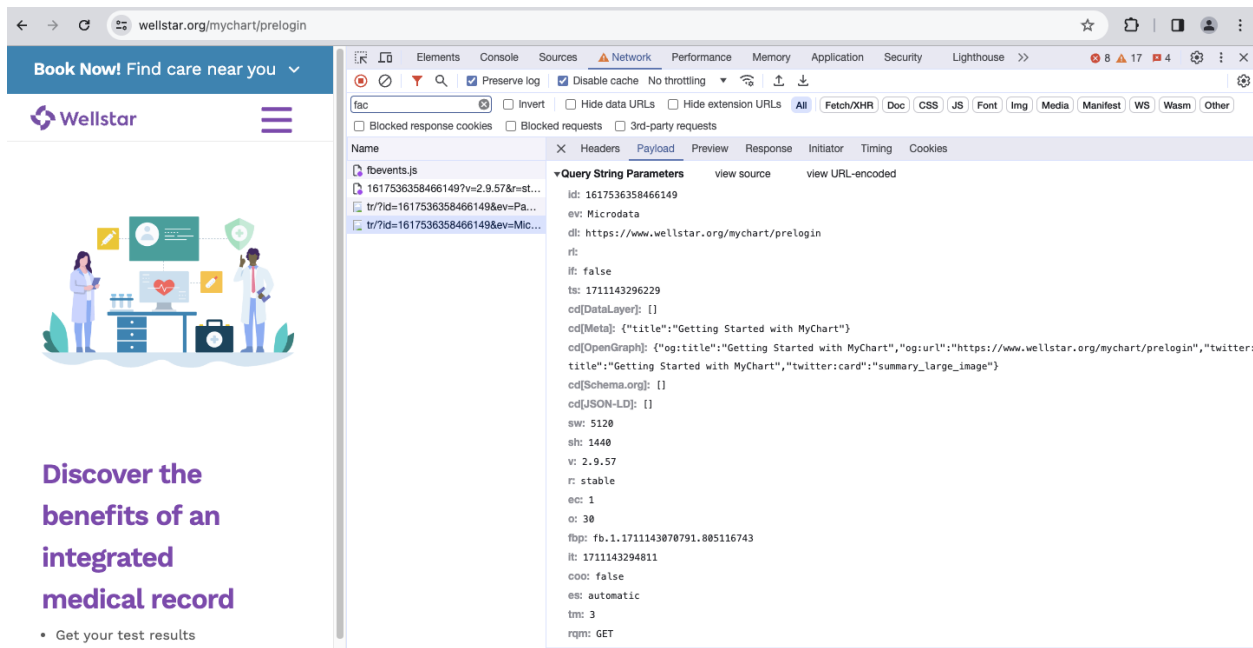 wellstar.org/mychart/prelogin
Book Now! Find care near you
Wellstar
Discover the
benefits of an
integrated
medical record
• Get your test results
Elements Console Sources Network Performance Memory Application Security Lighthouse 8 17 4
Preserve log Disable cache No throttling
fac Invert Hide data URLs Hide extension URLs All Fetch/XHR Doc CSS JS Font Img Media Manifest WS Wasm Other
Blocked response cookies Blocked requests 3rd-party requests
Name
fbevents.js
1617536358466149?v=2.9.57&r=st...
tr/?id=1617536358466149&ev=Pa...
tr/?id=1617536358466149&ev=Mic...
Headers Payload Preview Response Initiator Timing Cookies
Query String Parameters view source view URL-encoded
id: 1617536358466149
ev: Microdata
dl: https://www.wellstar.org/mychart/prelogin
rl:
if: false
ts: 1711143296229
cd[DataLayer]: []
cd[Meta]: {"title":"Getting Started with MyChart"}
cd[OpenGraph]: {"og:title":"Getting Started with MyChart","og:url":"https://www.wellstar.org/mychart/prelogin","twitter:
title":"Getting Started with MyChart","twitter:card":"summary_large_image"}
cd[Schema.org]: []
cd[JSON-LD]: []
sw: 5120
sh: 1440
v: 2.9.57
r: stable
ec: 1
o: 30
fbp: fb.1.1711143070791.805116743
it: 1711143294811
coo: false
es: automatic
tm: 3
rqm: GET